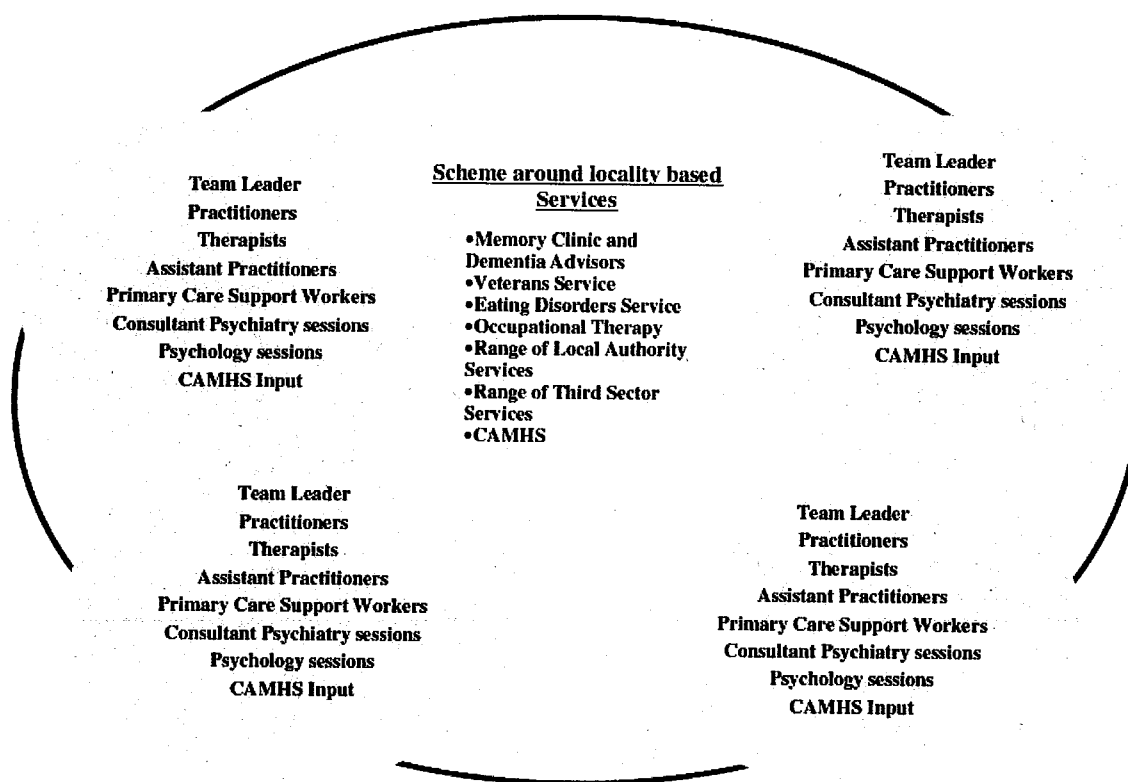 Team Leader
Practitioners
Therapists
Assistant Practitioners
Primary Care Support Workers
Consultant Psychiatry sessions
Psychology sessions
CAMHS Input
Scheme around locality based
Services
•Memory Clinic and
Dementia Advisors
•Veterans Service
•Eating Disorders Service
•Occupational Therapy
•Range of Local Authority
Services
•Range of Third Sector
Services
•CAMHS
Team Leader
Practitioners
Therapists
Assistant Practitioners
Primary Care Support Workers
Consultant Psychiatry sessions
Psychology sessions
CAMHS Input
Team Leader
Practitioners
Therapists
Assistant Practitioners
Primary Care Support Workers
Consultant Psychiatry sessions
Psychology sessions
CAMHS Input
Team Leader
Practitioners
Therapists
Assistant Practitioners
Primary Care Support Workers
Consultant Psychiatry sessions
Psychology sessions
CAMHS Input